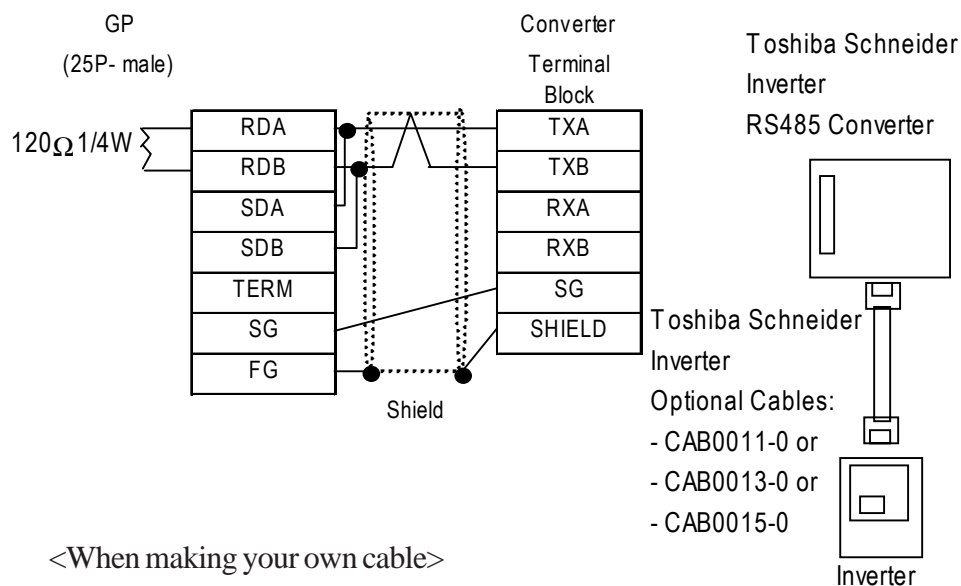 GP
(25P- male)
120Ω 1/4W
RDA
RDB
SDA
SDB
TERM
SG
FG
Shield
Converter
Terminal
Block
TXA
TXB
RXA
RXB
SG
SHIELD
Toshiba Schneider
Inverter
RS485 Converter
Toshiba Schneider
Inverter
Optional Cables:
- CAB0011-0 or
- CAB0013-0 or
- CAB0015-0
Inverter
<When making your own cable>